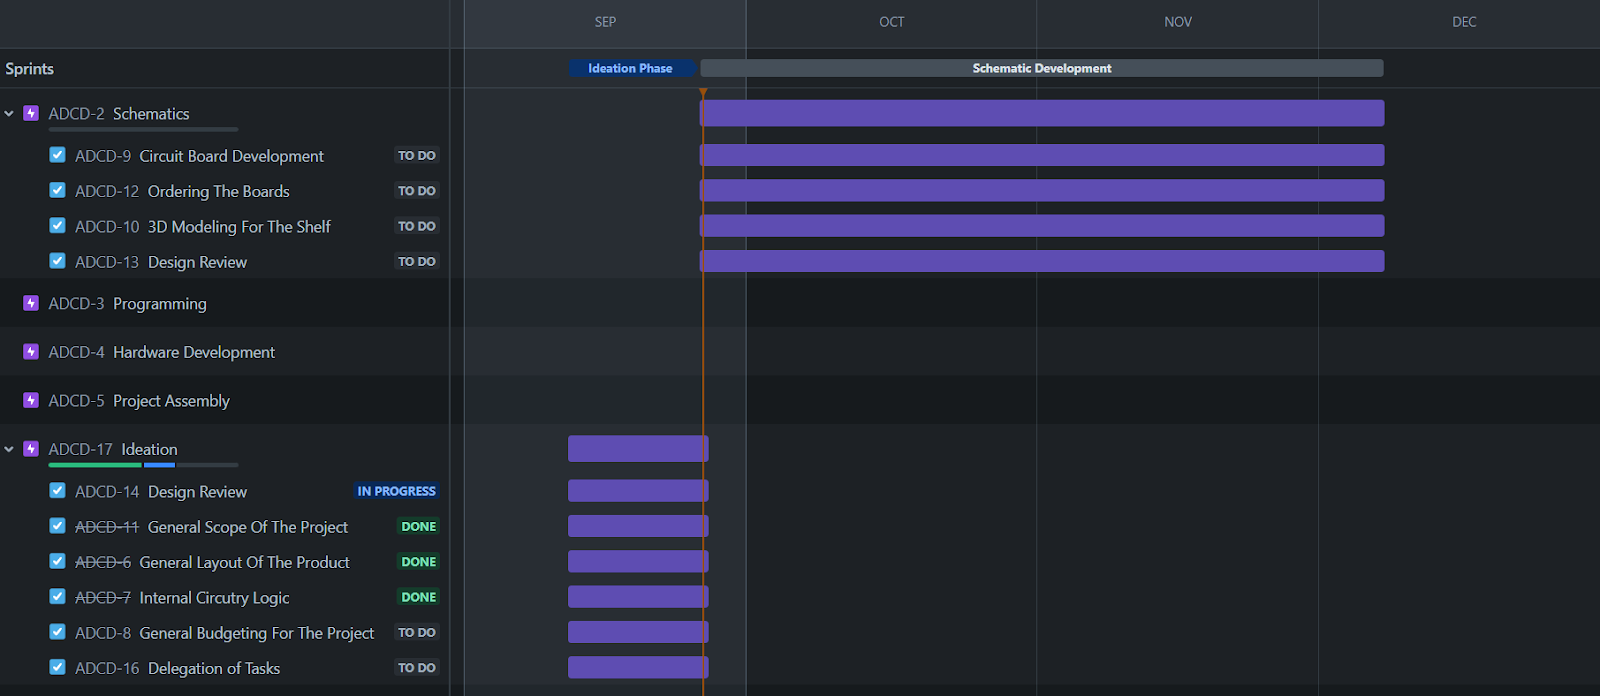 SEP OCT NOV DEC
Sprints Ideation Phase Schematic Development
ADCD-2 Schematics
ADCD-9 Circuit Board Development TO DO
ADCD-12 Ordering The Boards TO DO
ADCD-10 3D Modeling For The Shelf TO DO
ADCD-13 Design Review TO DO
ADCD-3 Programming
ADCD-4 Hardware Development
ADCD-5 Project Assembly
ADCD-17 Ideation
ADCD-14 Design Review IN PROGRESS
ADCD-11 General Scope Of The Project DONE
ADCD-6 General Layout Of The Product DONE
ADCD-7 Internal Circutry Logic DONE
ADCD-8 General Budgeting For The Project TO DO
ADCD-16 Delegation of Tasks TO DO